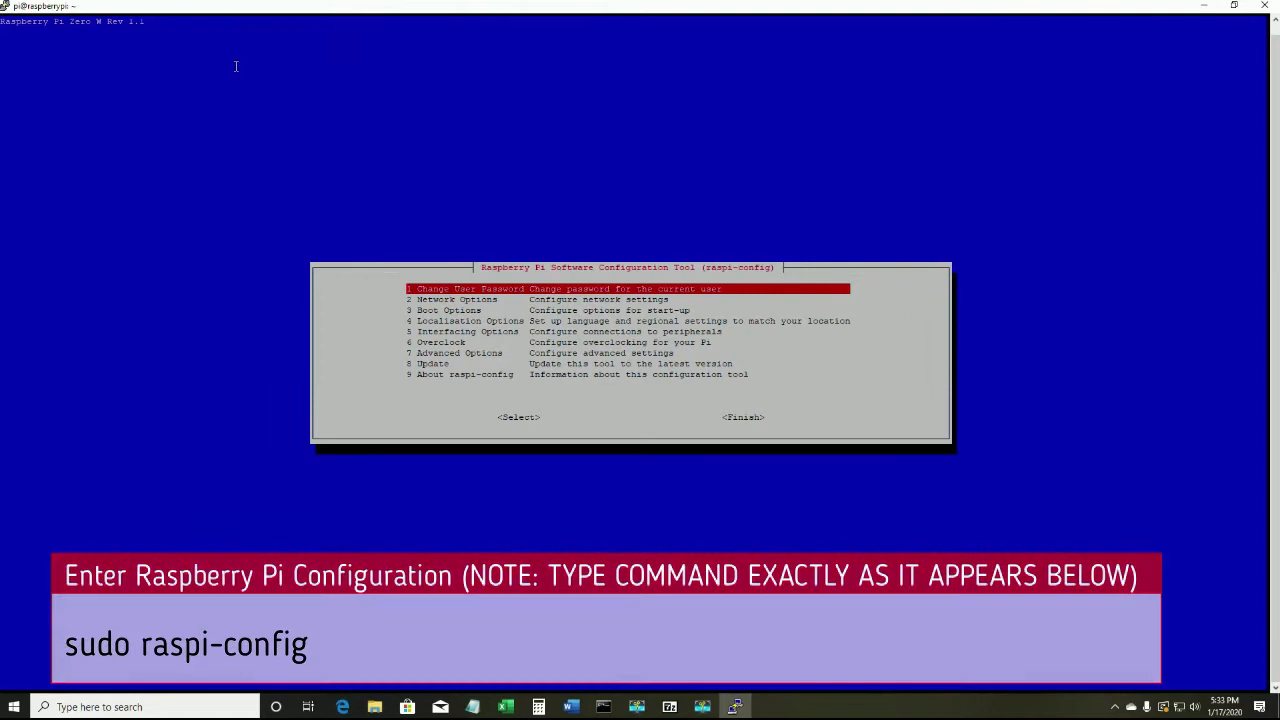 pi@raspberrypi: ~
Raspberry Pi Zero W Rev 1.1
Raspberry Pi Software Configuration Tool (raspi-config)
1 Change User Password Change password for the current user
2 Network Options Configure network settings
3 Boot Options Configure options for start-up
4 Localisation Options Set up language and regional settings to match your location
5 Interfacing Options Configure connections to peripherals
6 Overclock Configure overclocking for your Pi
7 Advanced Options Configure advanced settings
8 Update Update this tool to the latest version
9 About raspi-config Information about this configuration tool
<Select> <Finish>
Enter Raspberry Pi Configuration (NOTE: TYPE COMMAND EXACTLY AS IT APPEARS BELOW)
sudo raspi-config
Type here to search
5:33 PM
1/17/2020